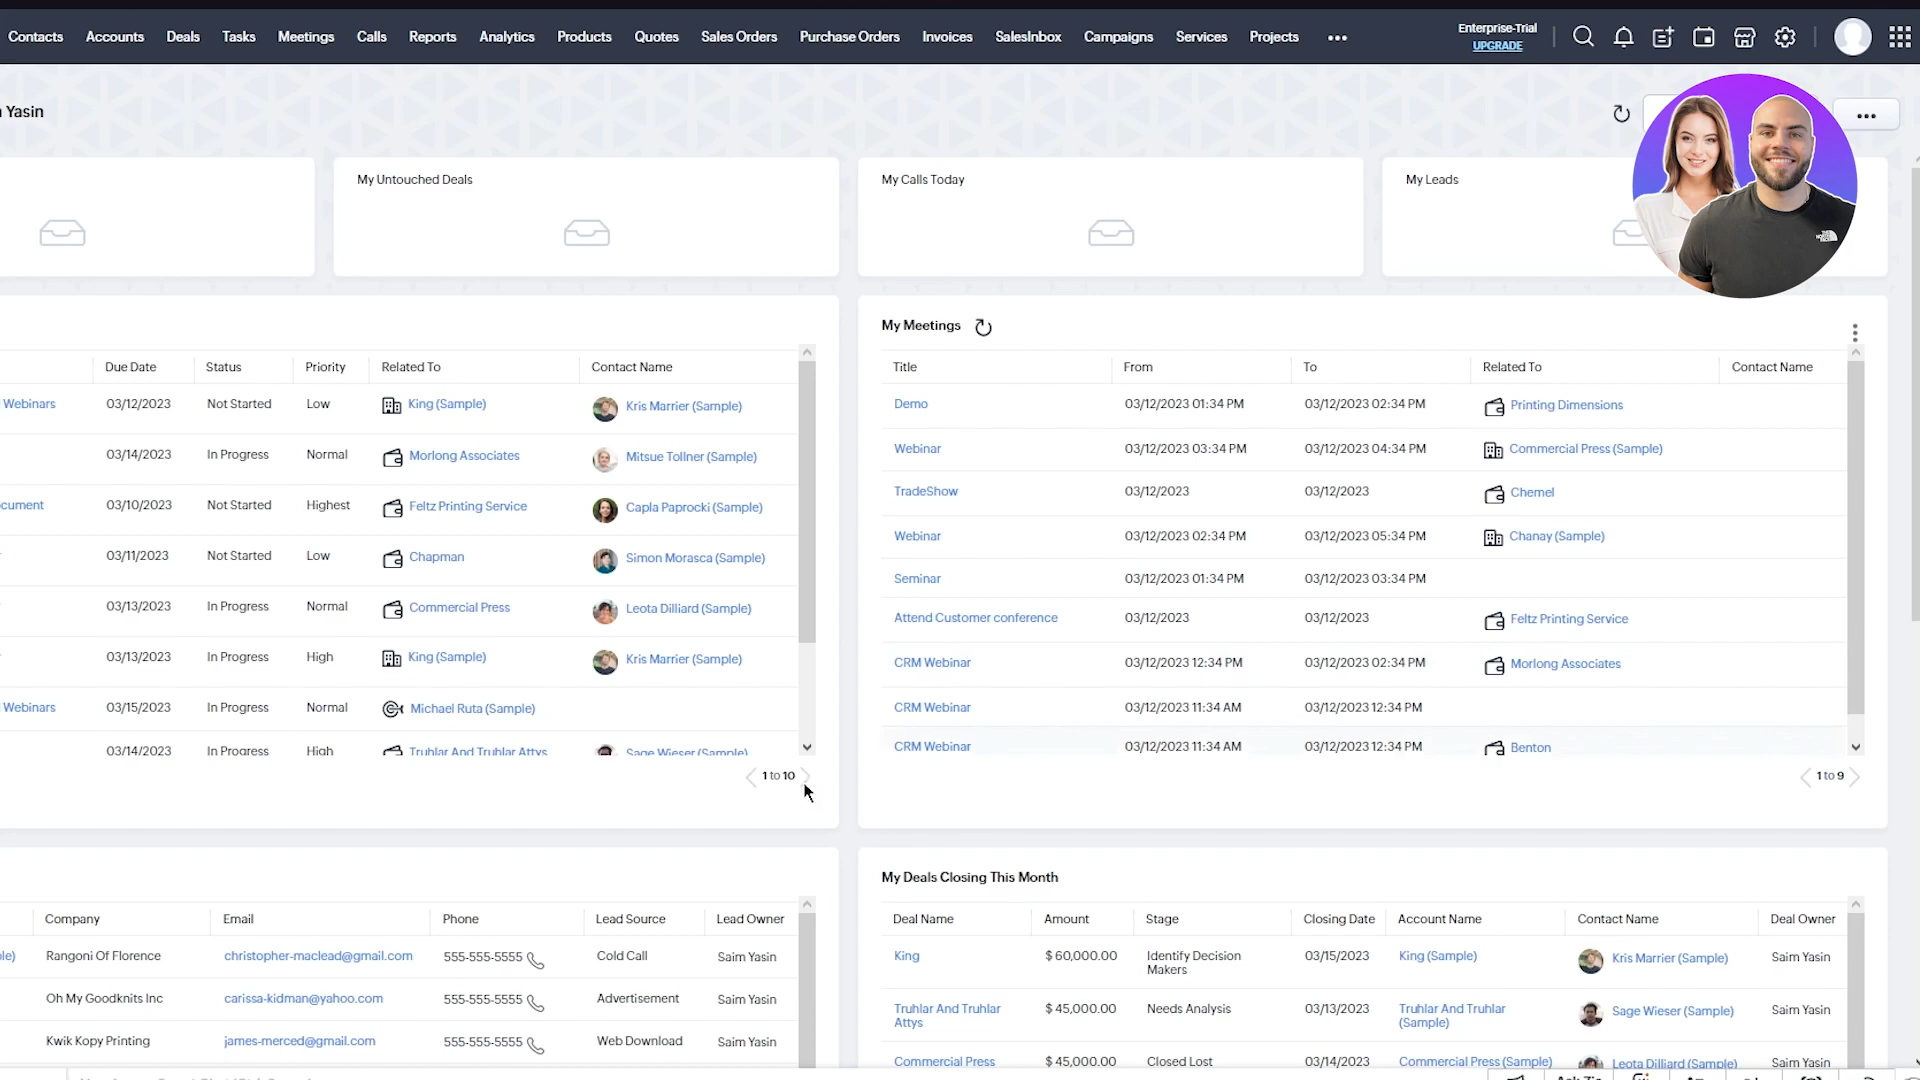 Contacts Accounts Deals Tasks Meetings Calls Reports Analytics Products Quotes Sales Orders Purchase Orders Invoices SalesInbox Campaigns Services Projects ••• Enterprise-Trial
UPGRADE
Yasin
My Untouched Deals
My Calls Today
My Leads
Due Date Status Priority Related To Contact Name
Webinars 03/12/2023 Not Started Low King (Sample) Kris Marrier (Sample)
03/14/2023 In Progress Normal Morlong Associates Mitsue Tollner (Sample)
cument 03/10/2023 Not Started Highest Feltz Printing Service Capla Paprocki (Sample)
03/11/2023 Not Started Low Chapman Simon Morasca (Sample)
03/13/2023 In Progress Normal Commercial Press Leota Dilliard (Sample)
03/13/2023 In Progress High King (Sample) Kris Marrier (Sample)
Webinars 03/15/2023 In Progress Normal Michael Ruta (Sample)
03/14/2023 In Progress High Truhlar And Truhlar Attys Sage Wieser (Sample)
1 to 10
My Meetings
Title From To Related To Contact Name
Demo 03/12/2023 01:34 PM 03/12/2023 02:34 PM Printing Dimensions
Webinar 03/12/2023 03:34 PM 03/12/2023 04:34 PM Commercial Press (Sample)
TradeShow 03/12/2023 03/12/2023 Chemel
Webinar 03/12/2023 02:34 PM 03/12/2023 05:34 PM Chanay (Sample)
Seminar 03/12/2023 01:34 PM 03/12/2023 03:34 PM
Attend Customer conference 03/12/2023 03/12/2023 Feltz Printing Service
CRM Webinar 03/12/2023 12:34 PM 03/12/2023 02:34 PM Morlong Associates
CRM Webinar 03/12/2023 11:34 AM 03/12/2023 12:34 PM
CRM Webinar 03/12/2023 11:34 AM 03/12/2023 12:34 PM Benton
1 to 9
Company Email Phone Lead Source Lead Owner
le) Rangoni Of Florence christopher-maclead@gmail.com 555-555-5555 Cold Call Saim Yasin
Oh My Goodknits Inc carissa-kidman@yahoo.com 555-555-5555 Advertisement Saim Yasin
Kwik Kopy Printing james-merced@gmail.com 555-555-5555 Web Download Saim Yasin
My Deals Closing This Month
Deal Name Amount Stage Closing Date Account Name Contact Name Deal Owner
King $ 60,000.00 Identify Decision Makers 03/15/2023 King (Sample) Kris Marrier (Sample) Saim Yasin
Truhlar And Truhlar Attys $ 45,000.00 Needs Analysis 03/13/2023 Truhlar And Truhlar (Sample) Sage Wieser (Sample) Saim Yasin
Commercial Press $ 45,000.00 Closed Lost 03/14/2023 Commercial Press (Sample) Leota Dilliard (Sample) Saim Yasin
THE NORTH FACE